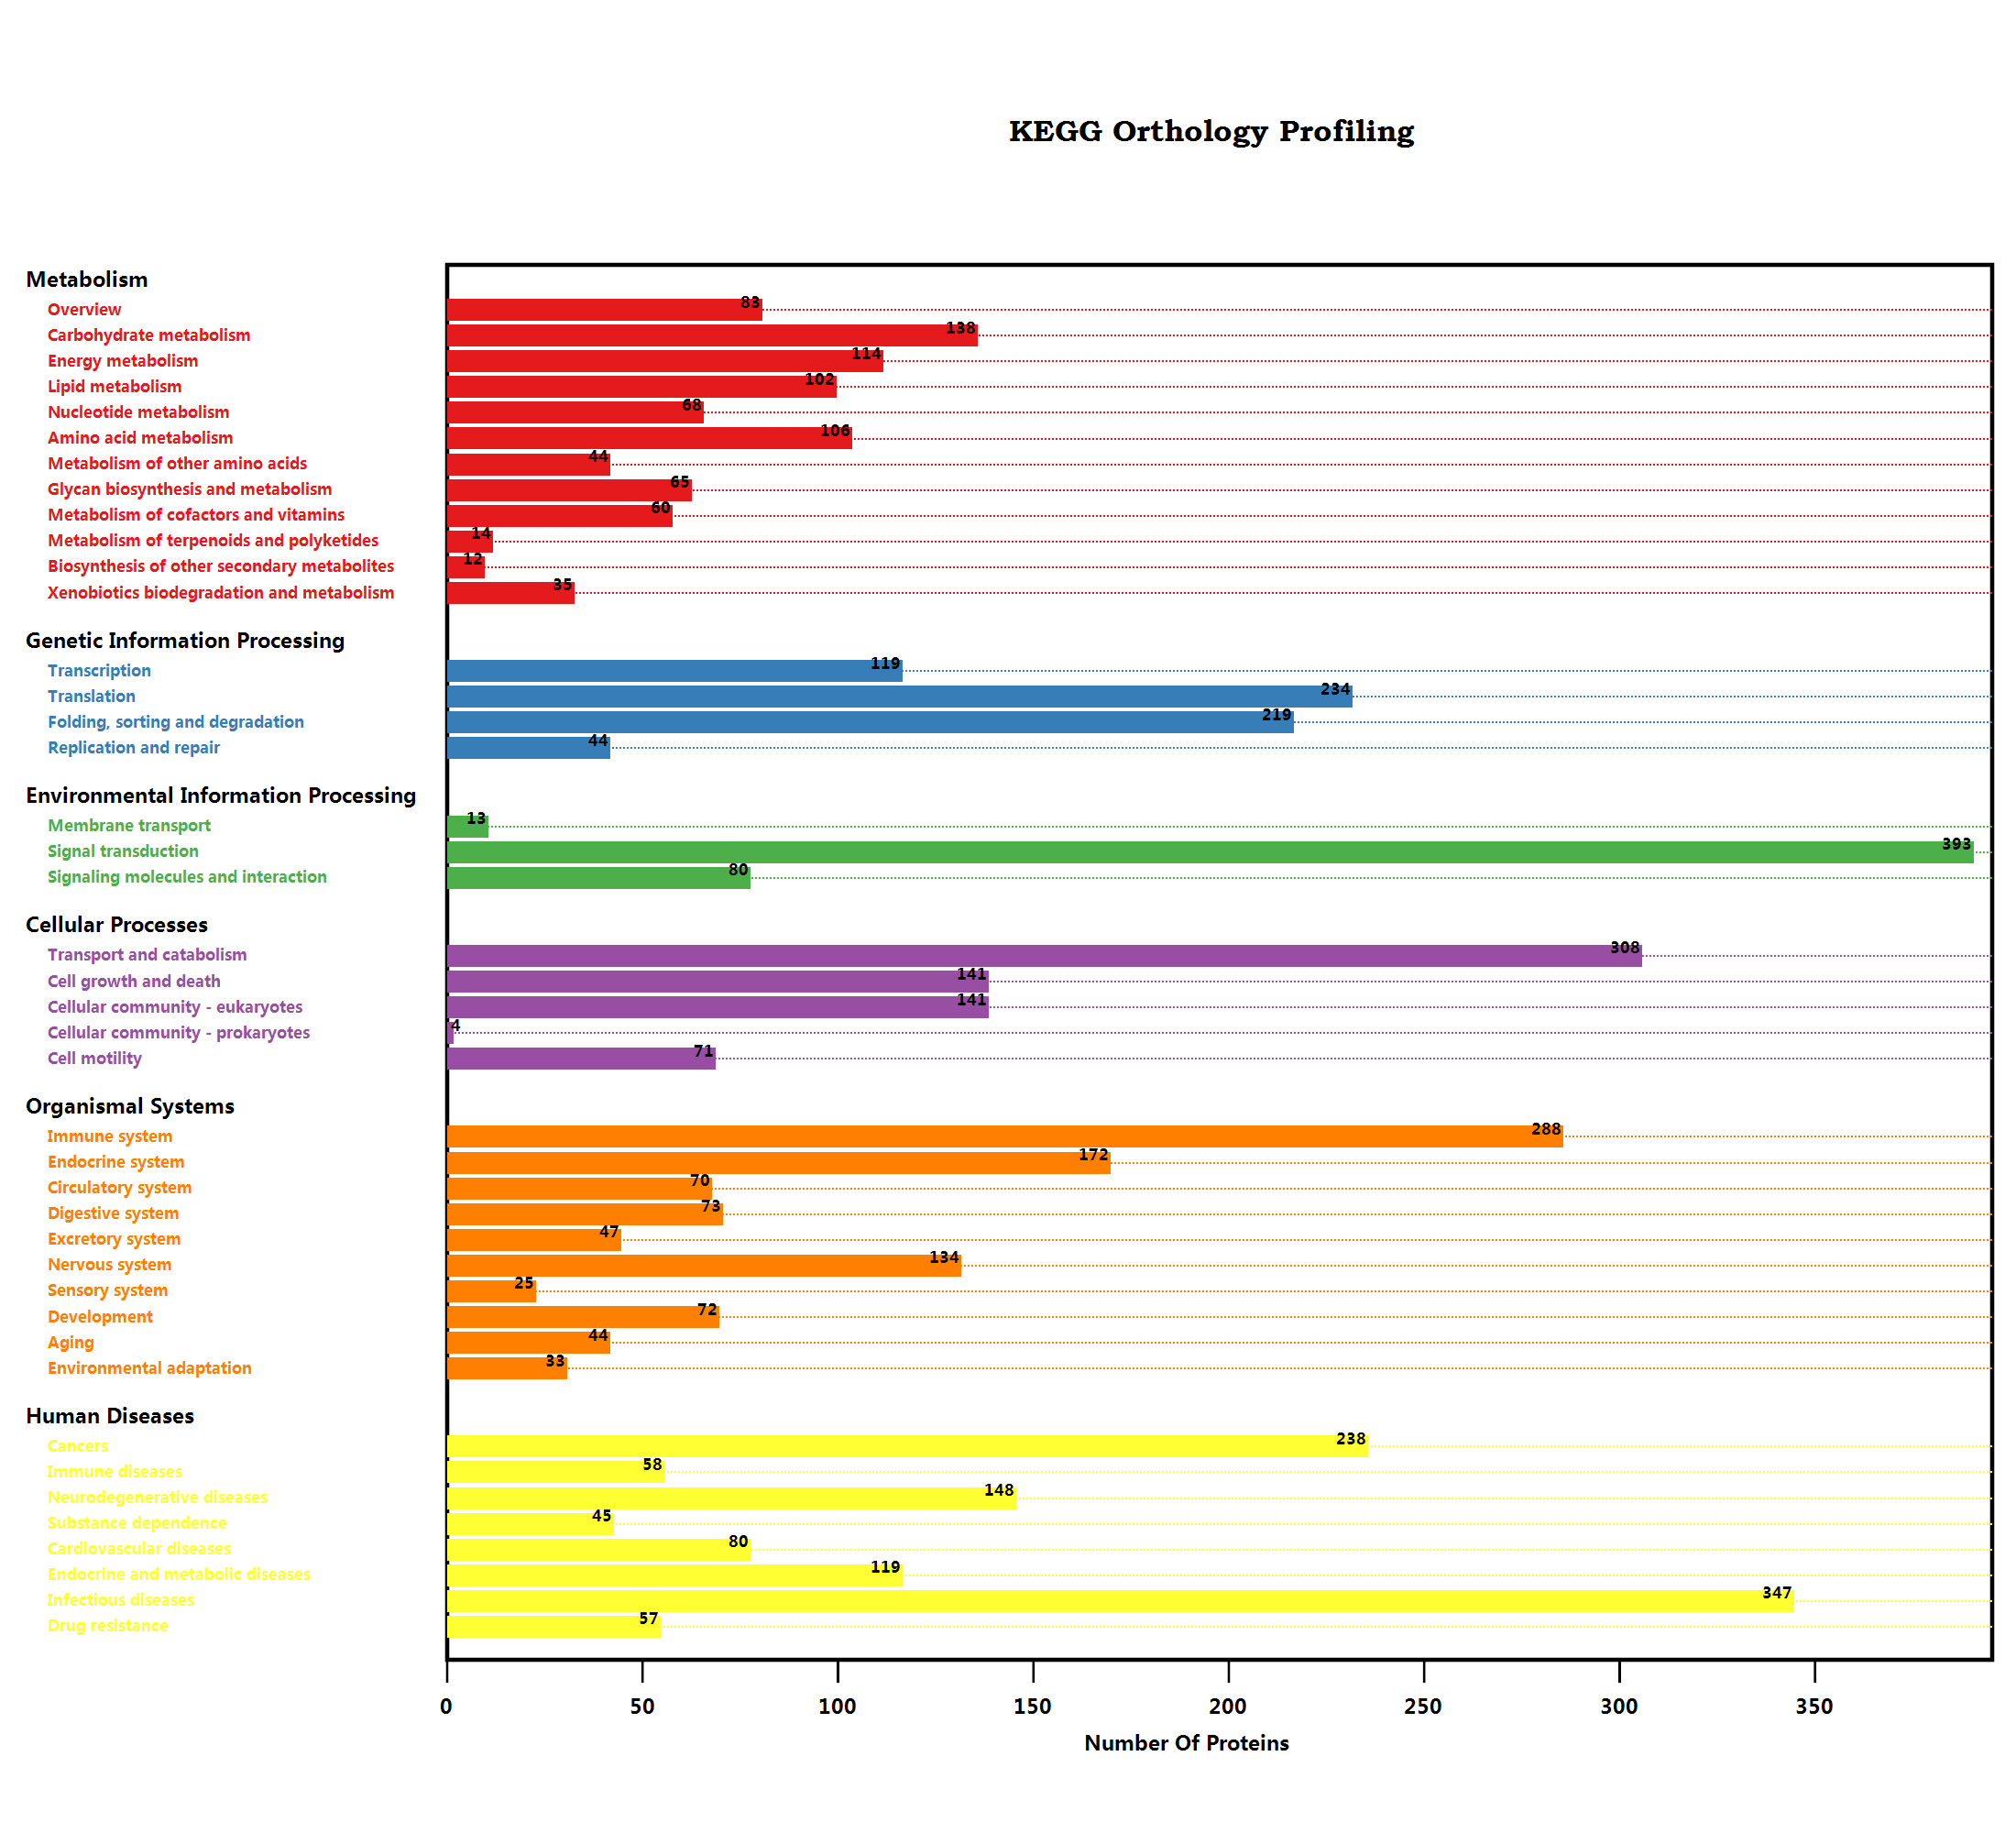 KEGG Orthology Profiling
Metabolism
Overview 83
Carbohydrate metabolism 138
Energy metabolism 114
Lipid metabolism 102
Nucleotide metabolism 68
Amino acid metabolism 106
Metabolism of other amino acids 44
Glycan biosynthesis and metabolism 65
Metabolism of cofactors and vitamins 60
Metabolism of terpenoids and polyketides 14
Biosynthesis of other secondary metabolites 12
Xenobiotics biodegradation and metabolism 35
Genetic Information Processing
Transcription 119
Translation 234
Folding, sorting and degradation 219
Replication and repair 44
Environmental Information Processing
Membrane transport 13
Signal transduction 393
Signaling molecules and interaction 80
Cellular Processes
Transport and catabolism 308
Cell growth and death 141
Cellular community - eukaryotes 141
Cellular community - prokaryotes 4
Cell motility 71
Organismal Systems
Immune system 288
Endocrine system 172
Circulatory system 70
Digestive system 73
Excretory system 47
Nervous system 134
Sensory system 25
Development 72
Aging 44
Environmental adaptation 33
Human Diseases
Cancers 238
Immune diseases 58
Neurodegenerative diseases 148
Substance dependence 45
Cardiovascular diseases 80
Endocrine and metabolic diseases 119
Infectious diseases 347
Drug resistance 57
0 50 100 150 200 250 300 350
Number Of Proteins